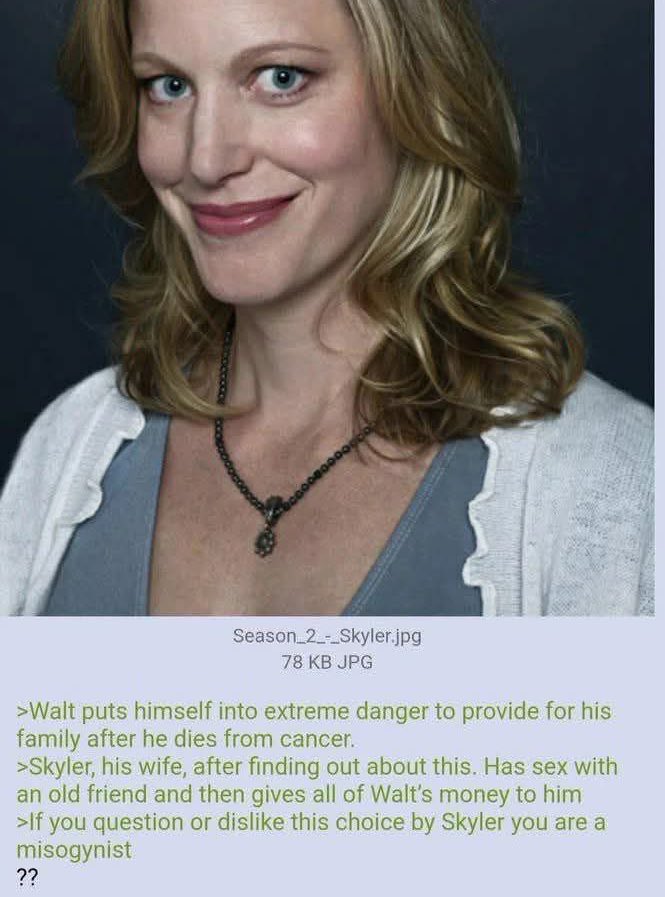 Season_2_-_Skyler.jpg
78 KB JPG
>Walt puts himself into extreme danger to provide for his
family after he dies from cancer.
>Skyler, his wife, after finding out about this. Has sex with
an old friend and then gives all of Walt's money to him
>If you question or dislike this choice by Skyler you are a
misogynist
??